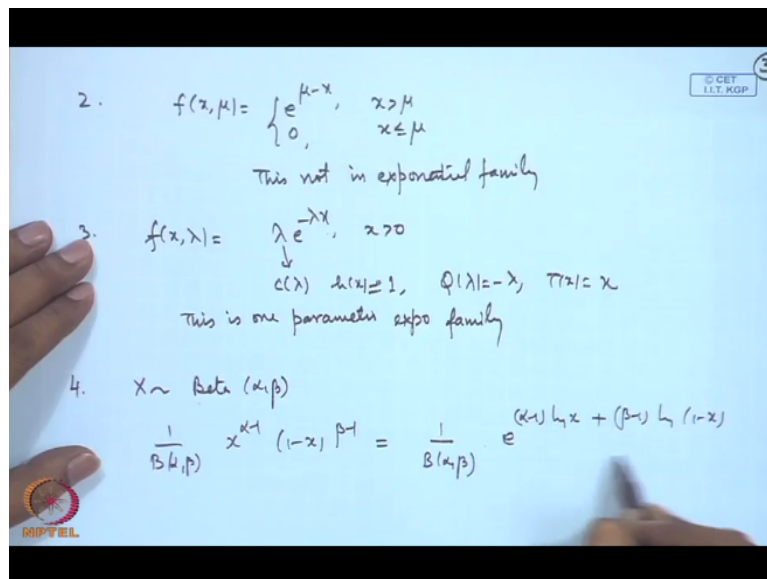 3
© CET
I.I.T. KGP
2. f(x,μ) = { e^{μ-x}, x>μ
0, x≤μ
This not in exponential family
3. f(x,λ) = λ e^{-λx}, x>0
↓
c(λ) h(x)=1, Q(λ)=-λ, T(x)=x
This is one parameter expo family
4. X~ Beta (α,β)
1/B(α,β) x^{α-1} (1-x)^{β-1} = 1/B(α,β) · e^{(α-1) ln x + (β-1) ln (1-x)}
NPTEL